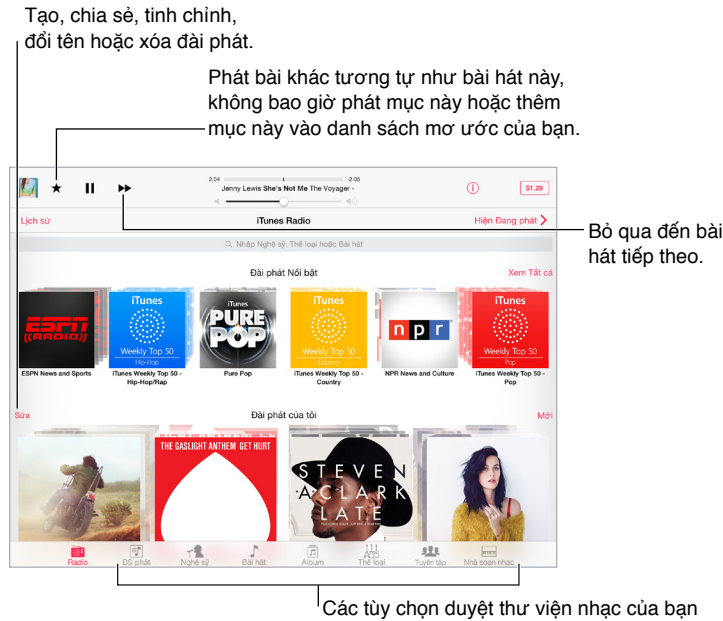 Tạo, chia sẻ, tinh chỉnh,
đổi tên hoặc xóa đài phát.
Phát bài khác tương tự như bài hát này,
không bao giờ phát mục này hoặc thêm
mục này vào danh sách mơ ước của bạn.
2:04 -2:05
Jenny Lewis She's Not Me The Voyager -
$1.29
Lịch sử iTunes Radio Hiện Đang phát
Bỏ qua đến bài
hát tiếp theo.
Nhập Nghệ sỹ, Thể loại hoặc Bài hát
Đài phát Nổi bật Xem Tất cả
ESPN
((RADIO))
iTunes
Weekly Top 50
Hip-Hop
iTunes
PURE
POP
iTunes
Weekly Top 50
Country
n p r
iTunes
Weekly Top 50
Pop
ESPN News and Sports
iTunes Weekly Top 50 -
Hip-Hop/Rap
Pure Pop
iTunes Weekly Top 50 -
Country
NPR News and Culture
iTunes Weekly Top 50 -
Pop
Sửa Đài phát của tôi Mới
THE GASLIGHT ANTHEM GET HURT
STEVEN
A CLARK
LATE
Radio DS phát Nghệ sỹ Bài hát Album Thể loại Tuyển tập Nhà soạn nhạc
Các tùy chọn duyệt thư viện nhạc của bạn